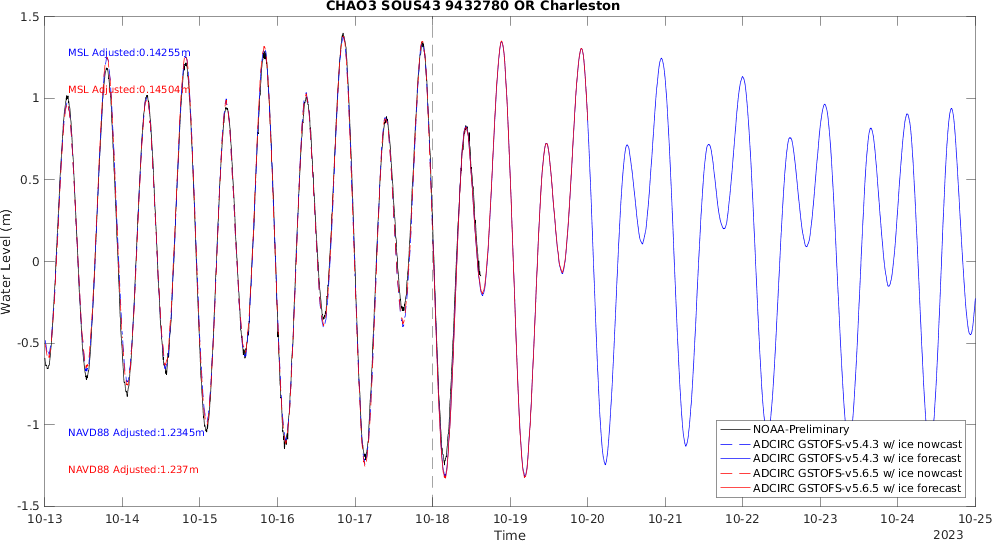 CHAO3 SOUS43 9432780 OR Charleston
1.5
1
0.5
0
-0.5
-1
-1.5
Water Level (m)
MSL Adjusted:0.14255m
MSL Adjusted:0.14504m
NAVD88 Adjusted:1.2345m
NAVD88 Adjusted:1.237m
NOAA-Preliminary
ADCIRC GSTOFS-v5.4.3 w/ ice nowcast
ADCIRC GSTOFS-v5.4.3 w/ ice forecast
ADCIRC GSTOFS-v5.6.5 w/ ice nowcast
ADCIRC GSTOFS-v5.6.5 w/ ice forecast
10-13 10-14 10-15 10-16 10-17 10-18 10-19 10-20 10-21 10-22 10-23 10-24 10-25
Time
2023